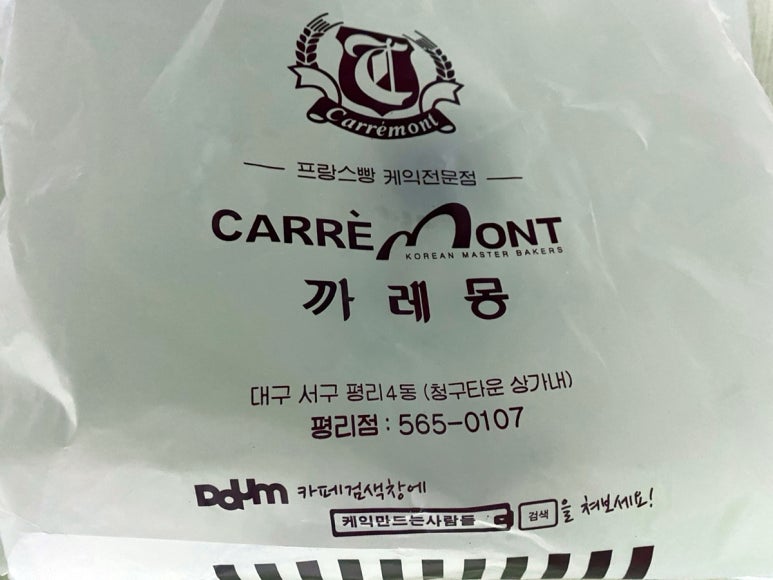 C
Carrémont
프랑스빵 케익전문점
CARRÈMONT
KOREAN MASTER BAKERS
까레몽
대구 서구 평리4동 (청구타운 상가내)
평리점 : 565-0107
Daum 카페검색창에
케익만드는사람들 검색 을 쳐보세요!